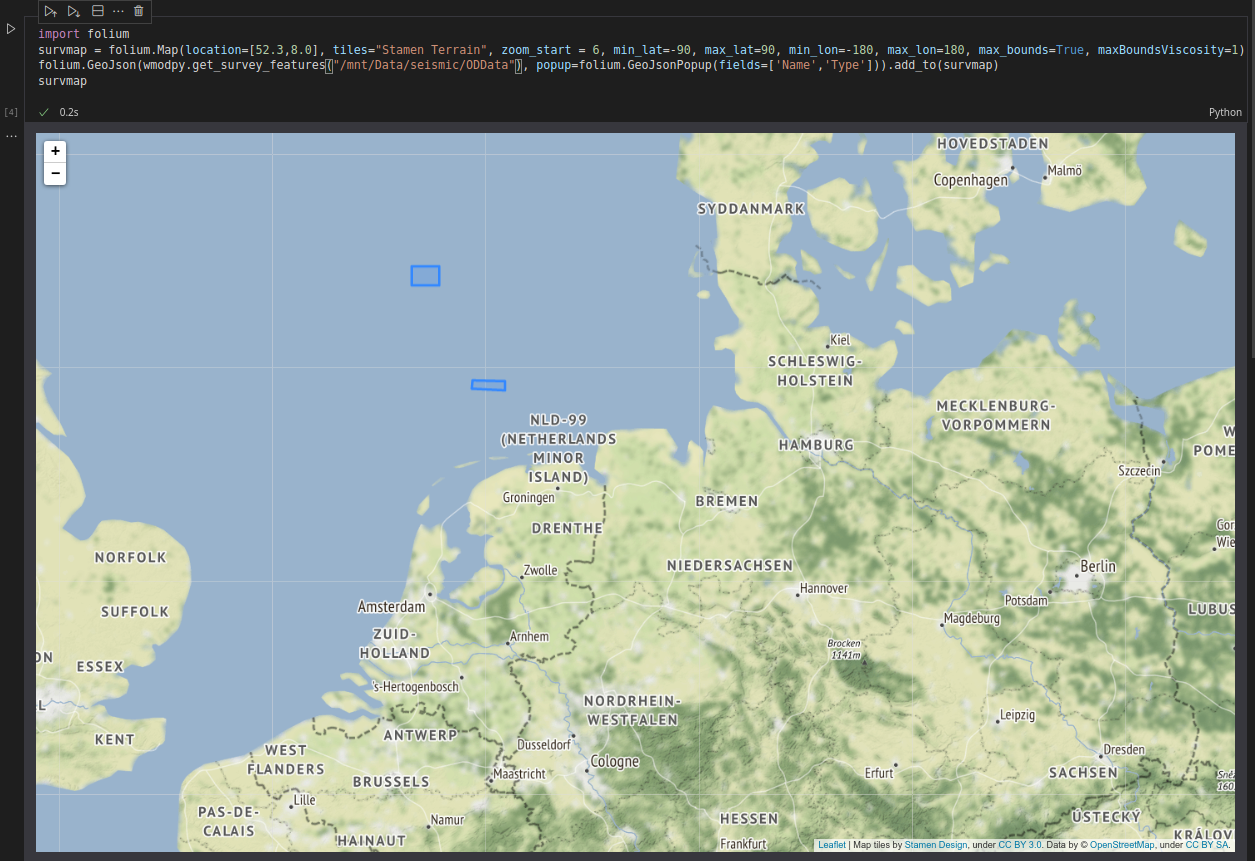 import folium
survmap = folium.Map(location=[52.3,8.0], tiles="Stamen Terrain", zoom_start = 6, min_lat=-90, max_lat=90, min_lon=-180, max_lon=180, max_bounds=True, maxBoundsViscosity=1)
folium.GeoJson(wmodpy.get_survey_features("/mnt/Data/seismic/ODData"), popup=folium.GeoJsonPopup(fields=['Name','Type'])).add_to(survmap)
survmap
[4] 0.2s Python
+
−
HOVEDSTADEN
Copenhagen
Malmö
SYDDANMARK
Kiel
SCHLESWIG-
HOLSTEIN
MECKLENBURG-
VORPOMMERN
NLD-99
(NETHERLANDS
MINOR
ISLAND)
HAMBURG
W
POME
Szczecin
Groningen
BREMEN
DRENTHE
Gor
Wie
NORFOLK
NIEDERSACHSEN
Zwolle
Berlin
Hannover
Potsdam
Amsterdam
SUFFOLK
LUBUS
Magdeburg
ZUID-
HOLLAND
Arnhem
Brocken
1141m
ON
ESSEX
's-Hertogenbosch
L
NORDRHEIN-
WESTFALEN
Leipzig
KENT
ANTWERP
Dusseldorf
WEST
FLANDERS
Dresden
Cologne
Maastricht
BRUSSELS
Erfurt
SACHSEN
Sně
160
Lille
PAS-DE-
CALAIS
Namur
HESSEN
ÚSTECKÝ
HAINAUT
Frankfurt
KRÁLOV
Leaflet | Map tiles by Stamen Design, under CC BY 3.0. Data by © OpenStreetMap, under CC BY SA.